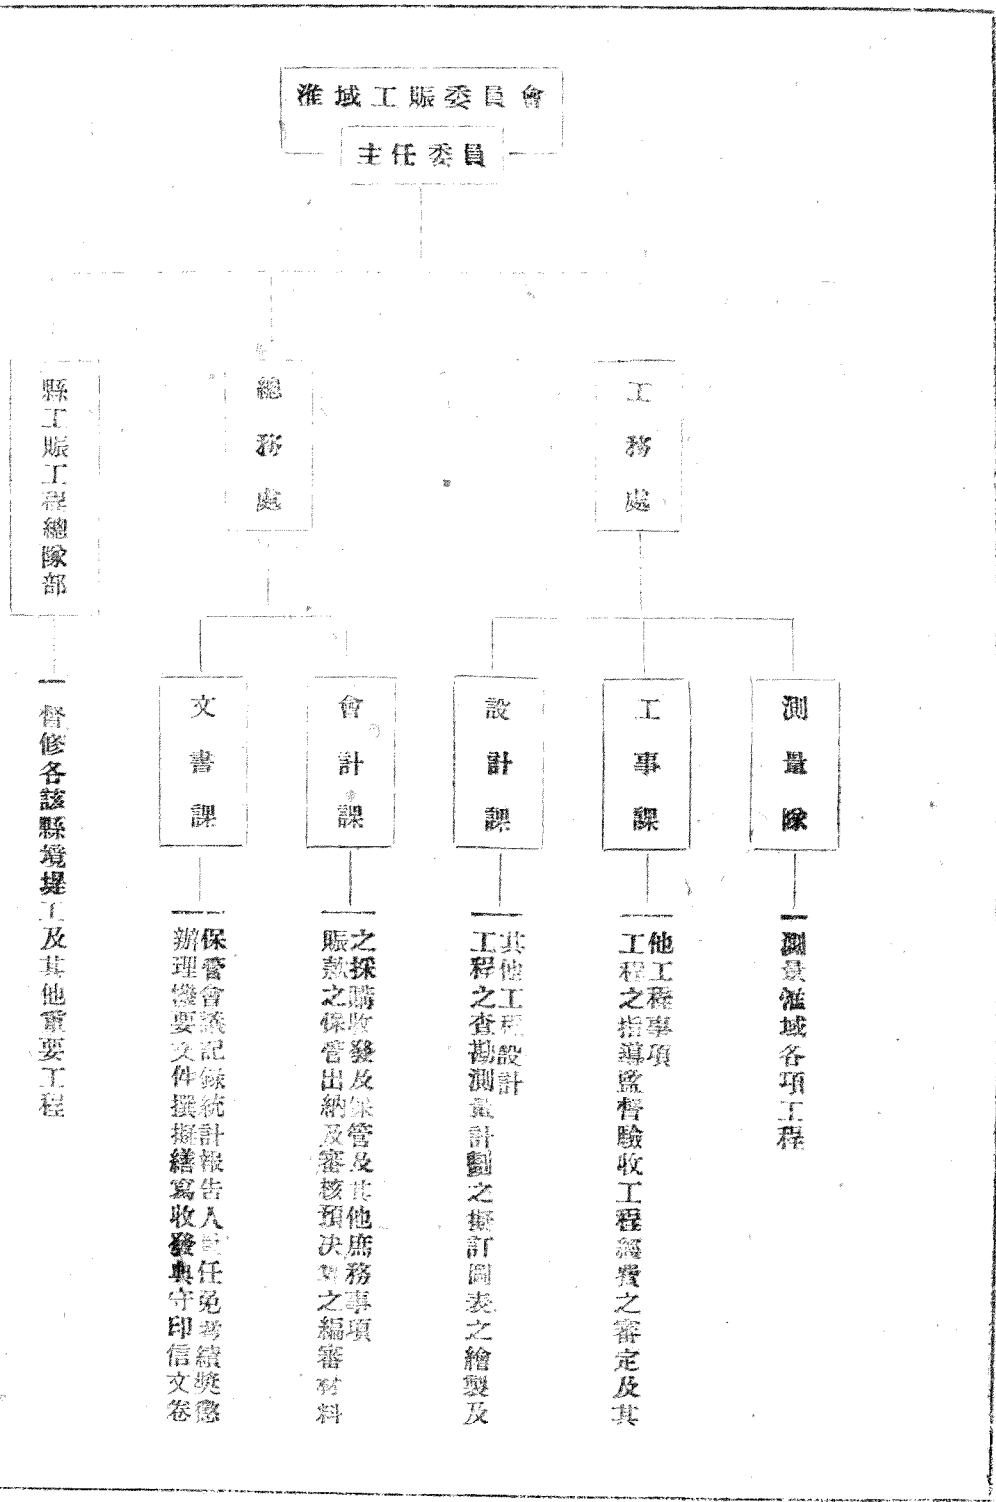 淮域工賑委員會
主任委員
縣工賑工程總隊部
總務處
工務處
文書課
會計課
設計課
工事課
測量隊
督修各該縣境堤工及其他重要工程
辦理機要文件撰擬繕寫收發典守印信文卷
保管會議記錄統計報告人員任免考績獎懲
賑款之保管出納及審核預決算之編審材料
之採購收發及保管及其他庶務事項
工程之查勘測量計劃之擬訂圖表之繪製及
其他工程設計
工程之指導監督驗收工程經費之審定及其
他工程事項
測量淮域各項工程